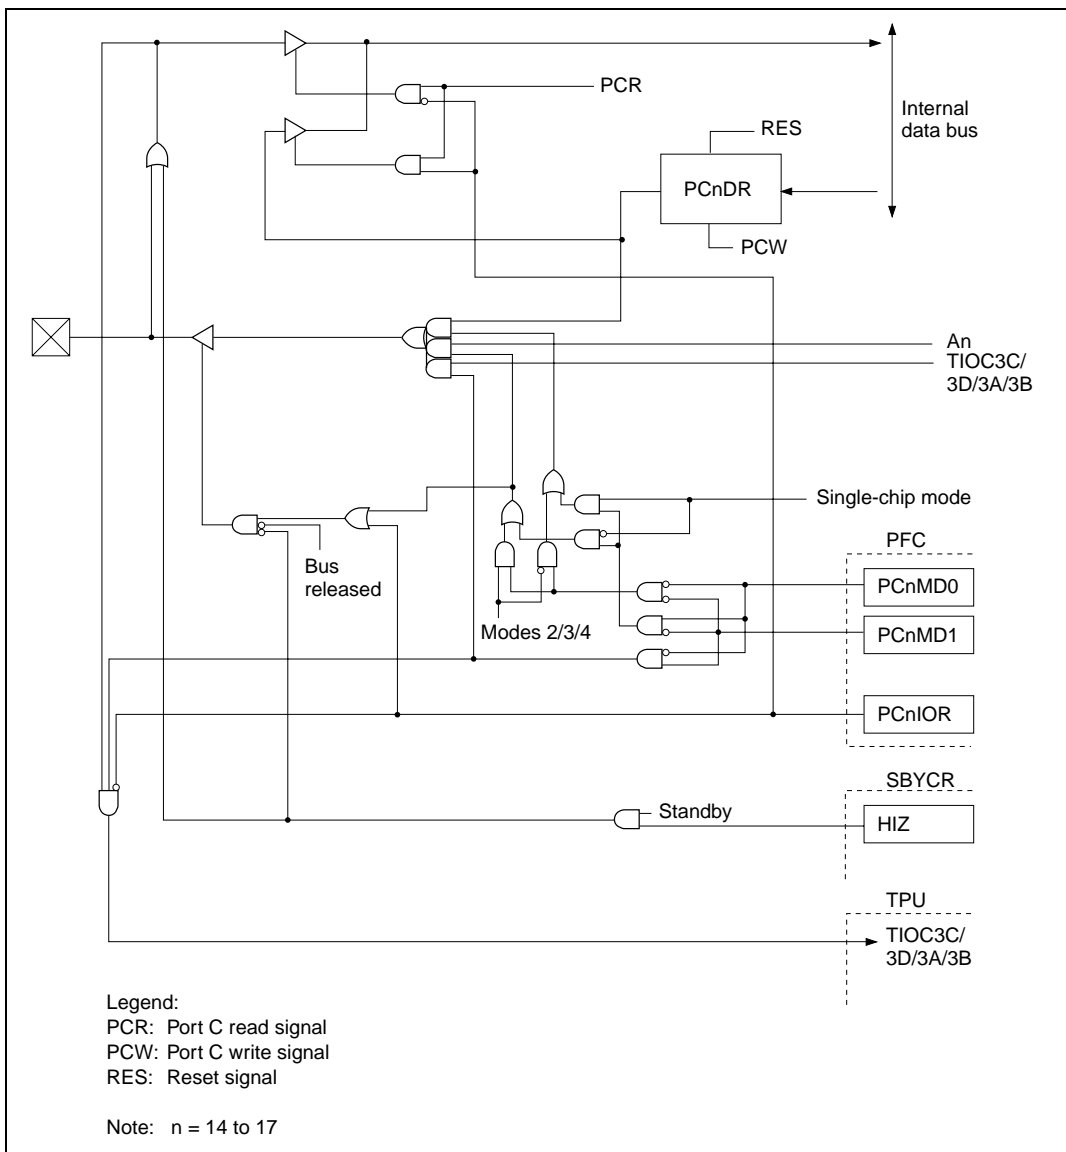 PCR
Internal
data bus
RES
PCnDR
PCW
An
TIOC3C/
3D/3A/3B
Single-chip mode
PFC
Bus
released
PCnMD0
Modes 2/3/4
PCnMD1
PCnIOR
SBYCR
Standby
HIZ
TPU
TIOC3C/
3D/3A/3B
Legend:
PCR: Port C read signal
PCW: Port C write signal
RES: Reset signal
Note: n = 14 to 17